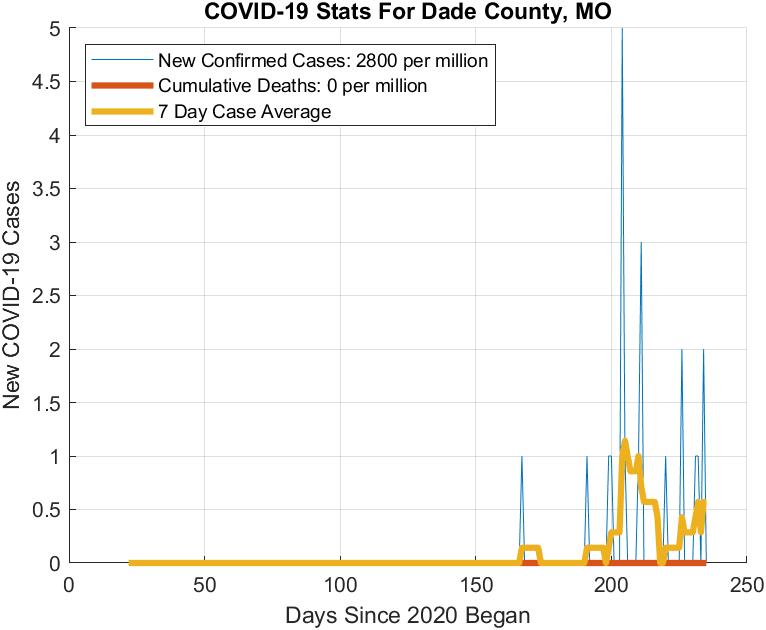 COVID-19 Stats For Dade County, MO
New Confirmed Cases: 2800 per million
Cumulative Deaths: 0 per million
7 Day Case Average
5
4.5
4
3.5
3
2.5
2
1.5
1
0.5
0
New COVID-19 Cases
0 50 100 150 200 250
Days Since 2020 Began